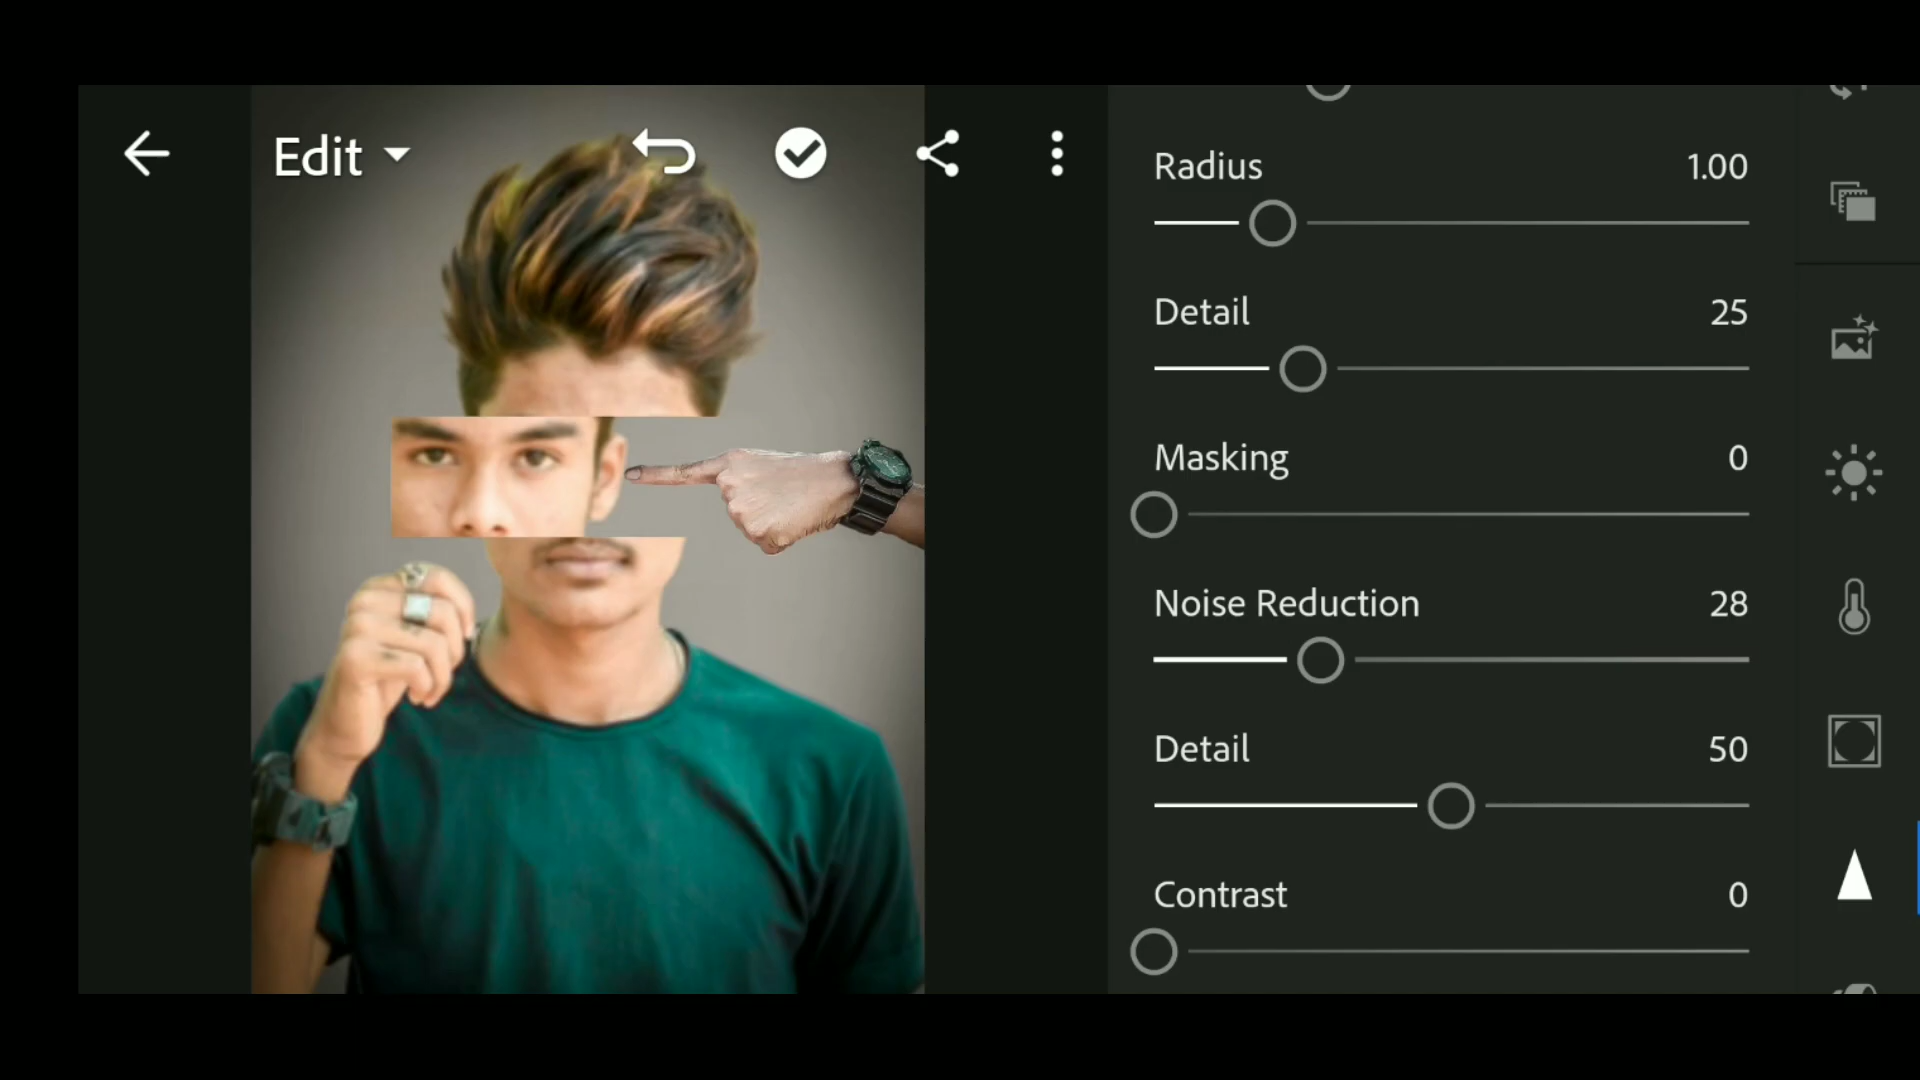 Edit
Radius 1.00
Detail 25
Masking 0
Noise Reduction 28
Detail 50
Contrast 0